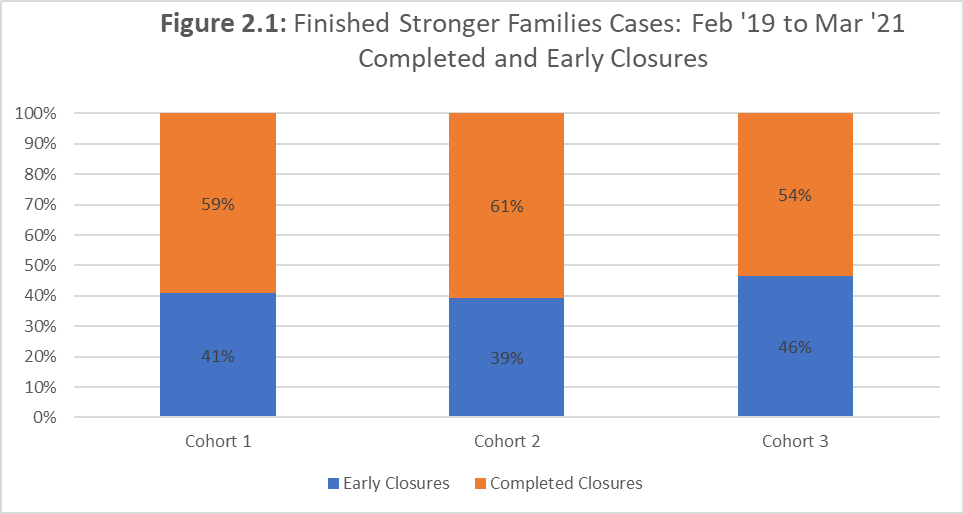 Figure 2.1: Finished Stronger Families Cases: Feb '19 to Mar '21
Completed and Early Closures
100%
90%
80%
70%
60%
50%
40%
30%
20%
10%
0%
59%
61%
54%
41%
39%
46%
Cohort 1
Cohort 2
Cohort 3
Early Closures
Completed Closures